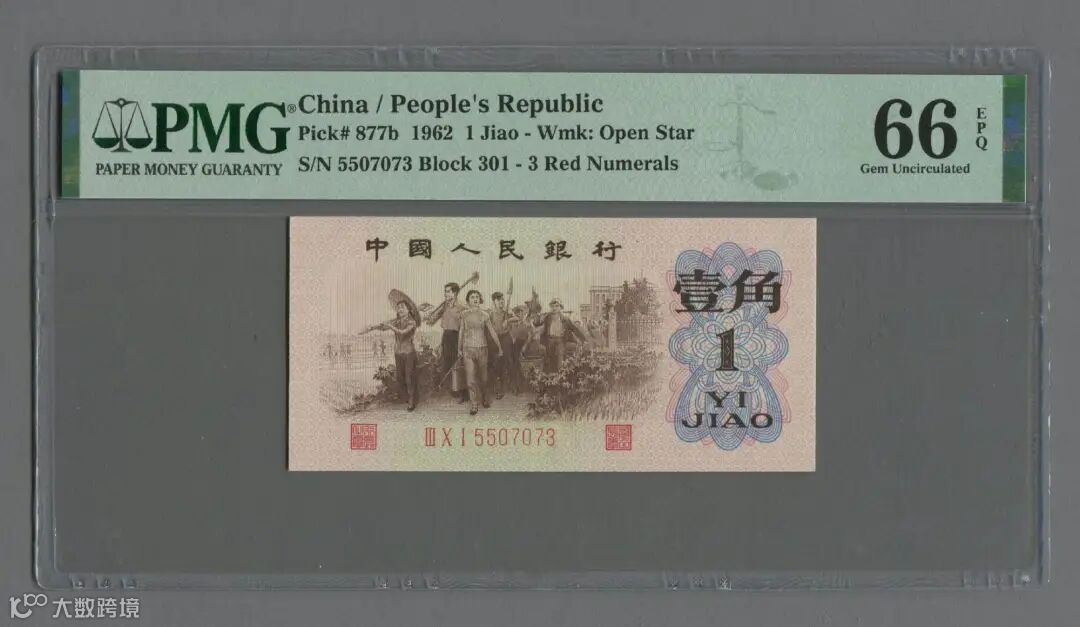 PMG®
PAPER MONEY GUARANTY
China / People's Republic
Pick# 877b 1962 1 Jiao - Wmk: Open Star
S/N 5507073 Block 301 - 3 Red Numerals
66
EPQ
Gem Uncirculated
中國人民銀行
壹角
1
YI
JIAO
ⅢⅩⅠ5507073
大数跨境